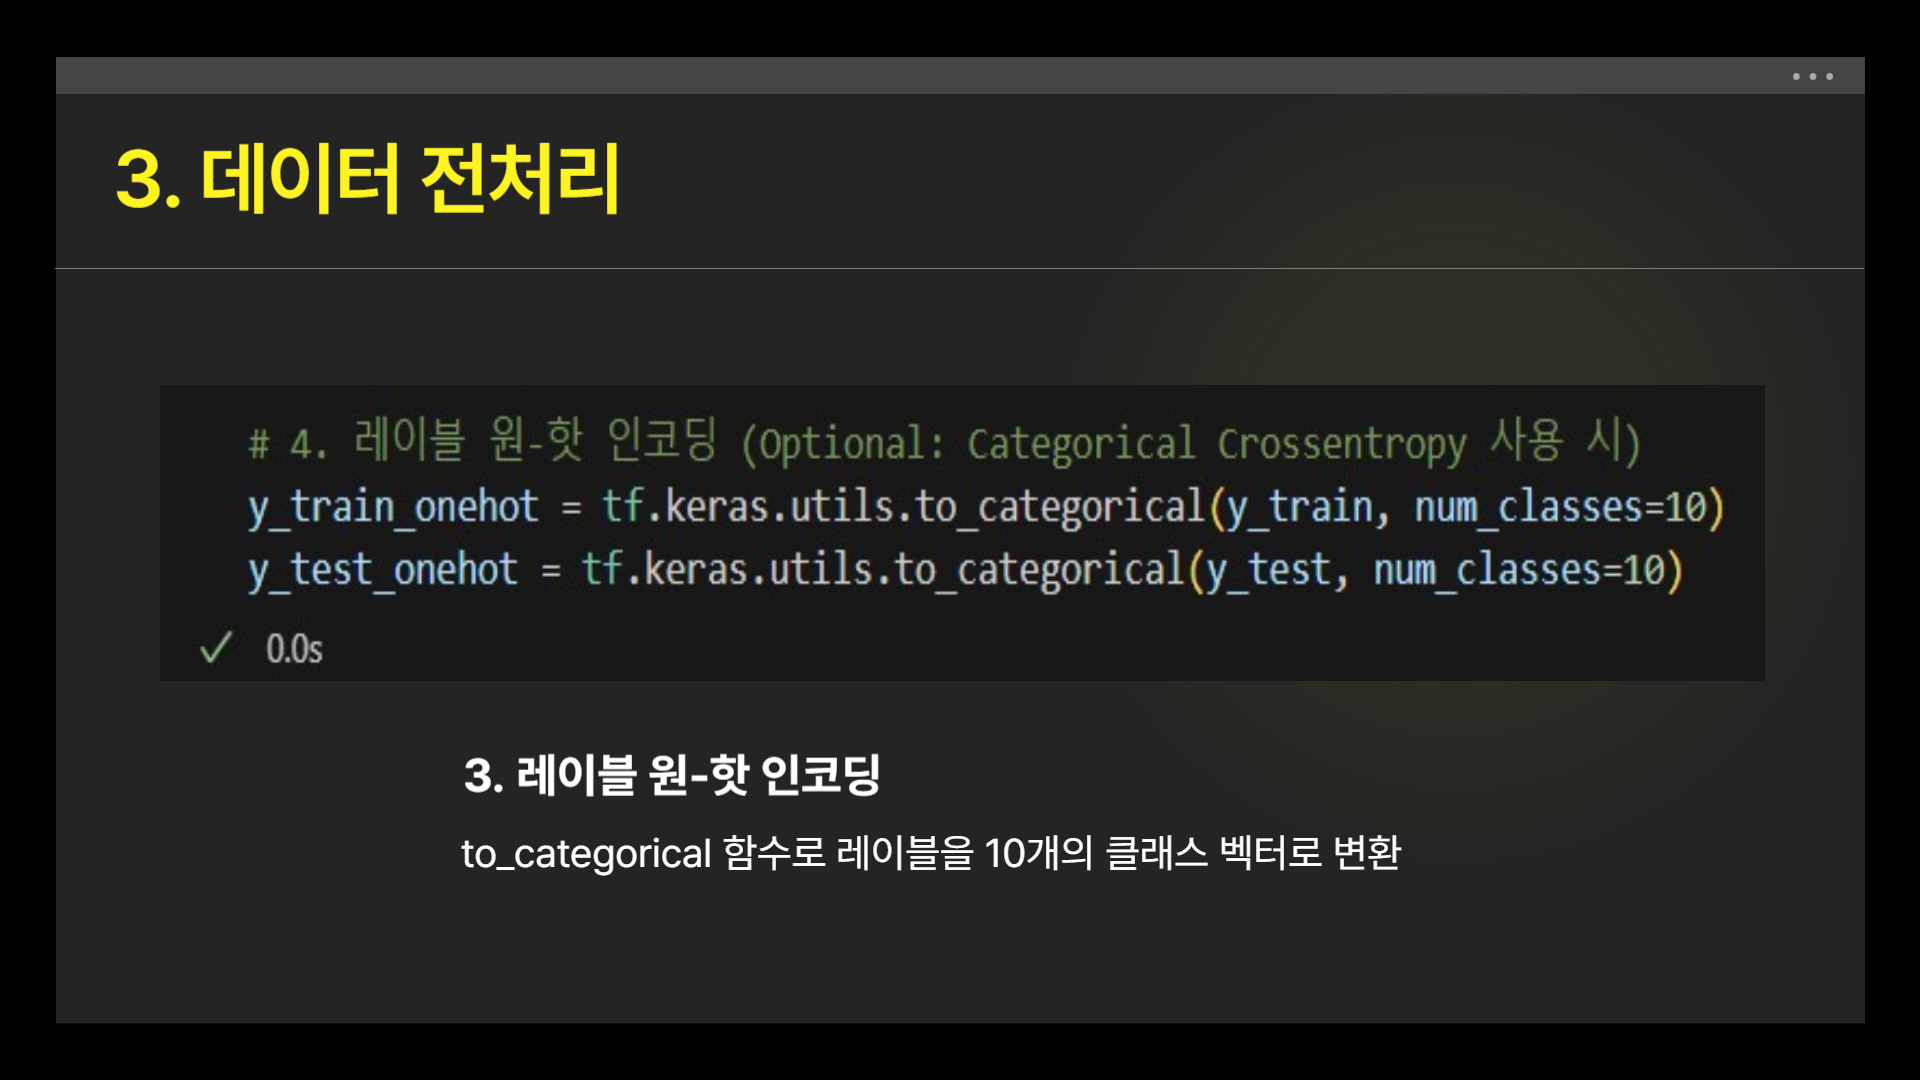 3. 데이터 전처리
# 4. 레이블 원-핫 인코딩 (Optional: Categorical Crossentropy 사용 시)
y_train_onehot = tf.keras.utils.to_categorical(y_train, num_classes=10)
y_test_onehot = tf.keras.utils.to_categorical(y_test, num_classes=10)
✓ 0.0s
3. 레이블 원-핫 인코딩
to_categorical 함수로 레이블을 10개의 클래스 벡터로 변환